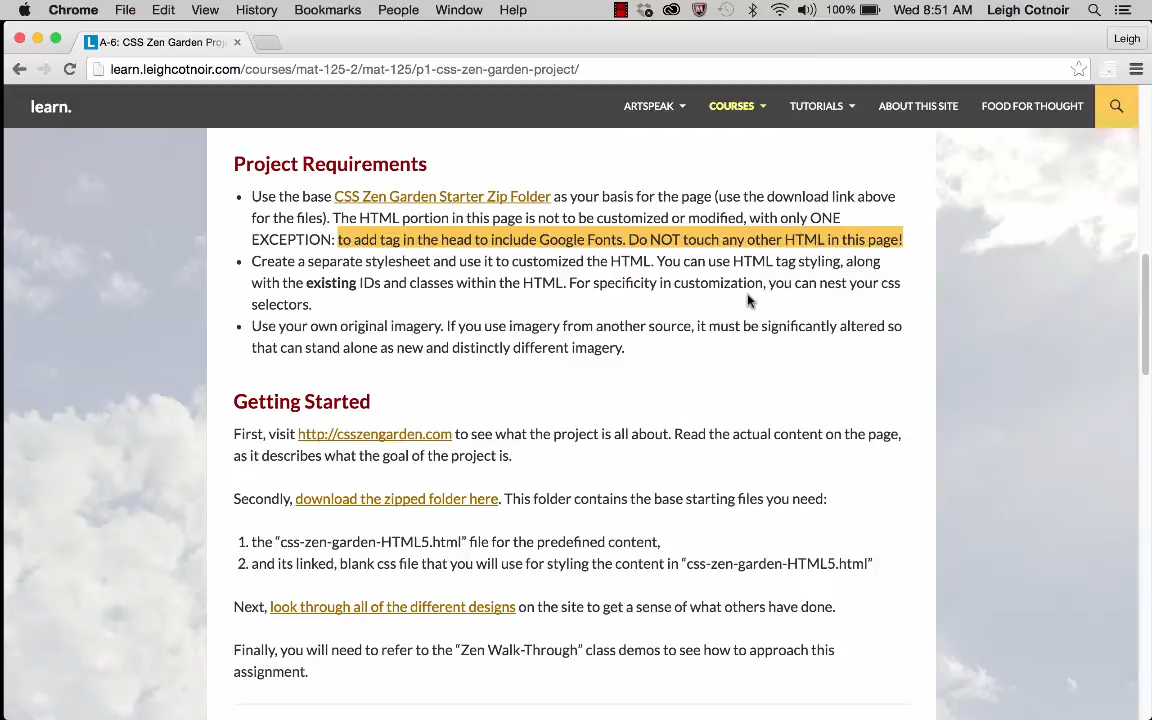 Chrome File Edit View History Bookmarks People Window Help 100% Wed 8:51 AM Leigh Cotnoir
A-6: CSS Zen Garden Proj Leigh
learn.leighcotnoir.com/courses/mat-125-2/mat-125/p1-css-zen-garden-project/
learn. ARTSPEAK COURSES TUTORIALS ABOUT THIS SITE FOOD FOR THOUGHT
Project Requirements
• Use the base CSS Zen Garden Starter Zip Folder as your basis for the page (use the download link above
for the files). The HTML portion in this page is not to be customized or modified, with only ONE
EXCEPTION: to add tag in the head to include Google Fonts. Do NOT touch any other HTML in this page!
• Create a separate stylesheet and use it to customized the HTML. You can use HTML tag styling, along
with the existing IDs and classes within the HTML. For specificity in customization, you can nest your css
selectors.
• Use your own original imagery. If you use imagery from another source, it must be significantly altered so
that can stand alone as new and distinctly different imagery.
Getting Started
First, visit http://csszengarden.com to see what the project is all about. Read the actual content on the page,
as it describes what the goal of the project is.
Secondly, download the zipped folder here. This folder contains the base starting files you need:
1. the “css-zen-garden-HTML5.html” file for the predefined content,
2. and its linked, blank css file that you will use for styling the content in “css-zen-garden-HTML5.html”
Next, look through all of the different designs on the site to get a sense of what others have done.
Finally, you will need to refer to the “Zen Walk-Through” class demos to see how to approach this
assignment.